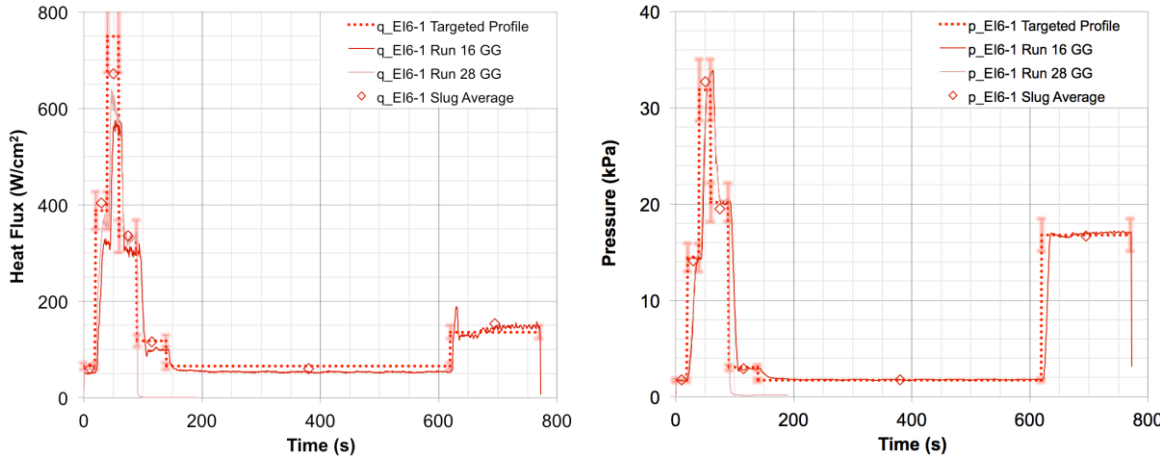 800
600
400
200
0
0
200
400
600
800
Heat Flux (W/cm²)
Time (s)
q_EI6-1 Targeted Profile
q_EI6-1 Run 16 GG
q_EI6-1 Run 28 GG
q_EI6-1 Slug Average
40
30
20
10
0
0
200
400
600
800
Pressure (kPa)
Time (s)
p_EI6-1 Targeted Profile
p_EI6-1 Run 16 GG
p_EI6-1 Run 28 GG
p_EI6-1 Slug Average